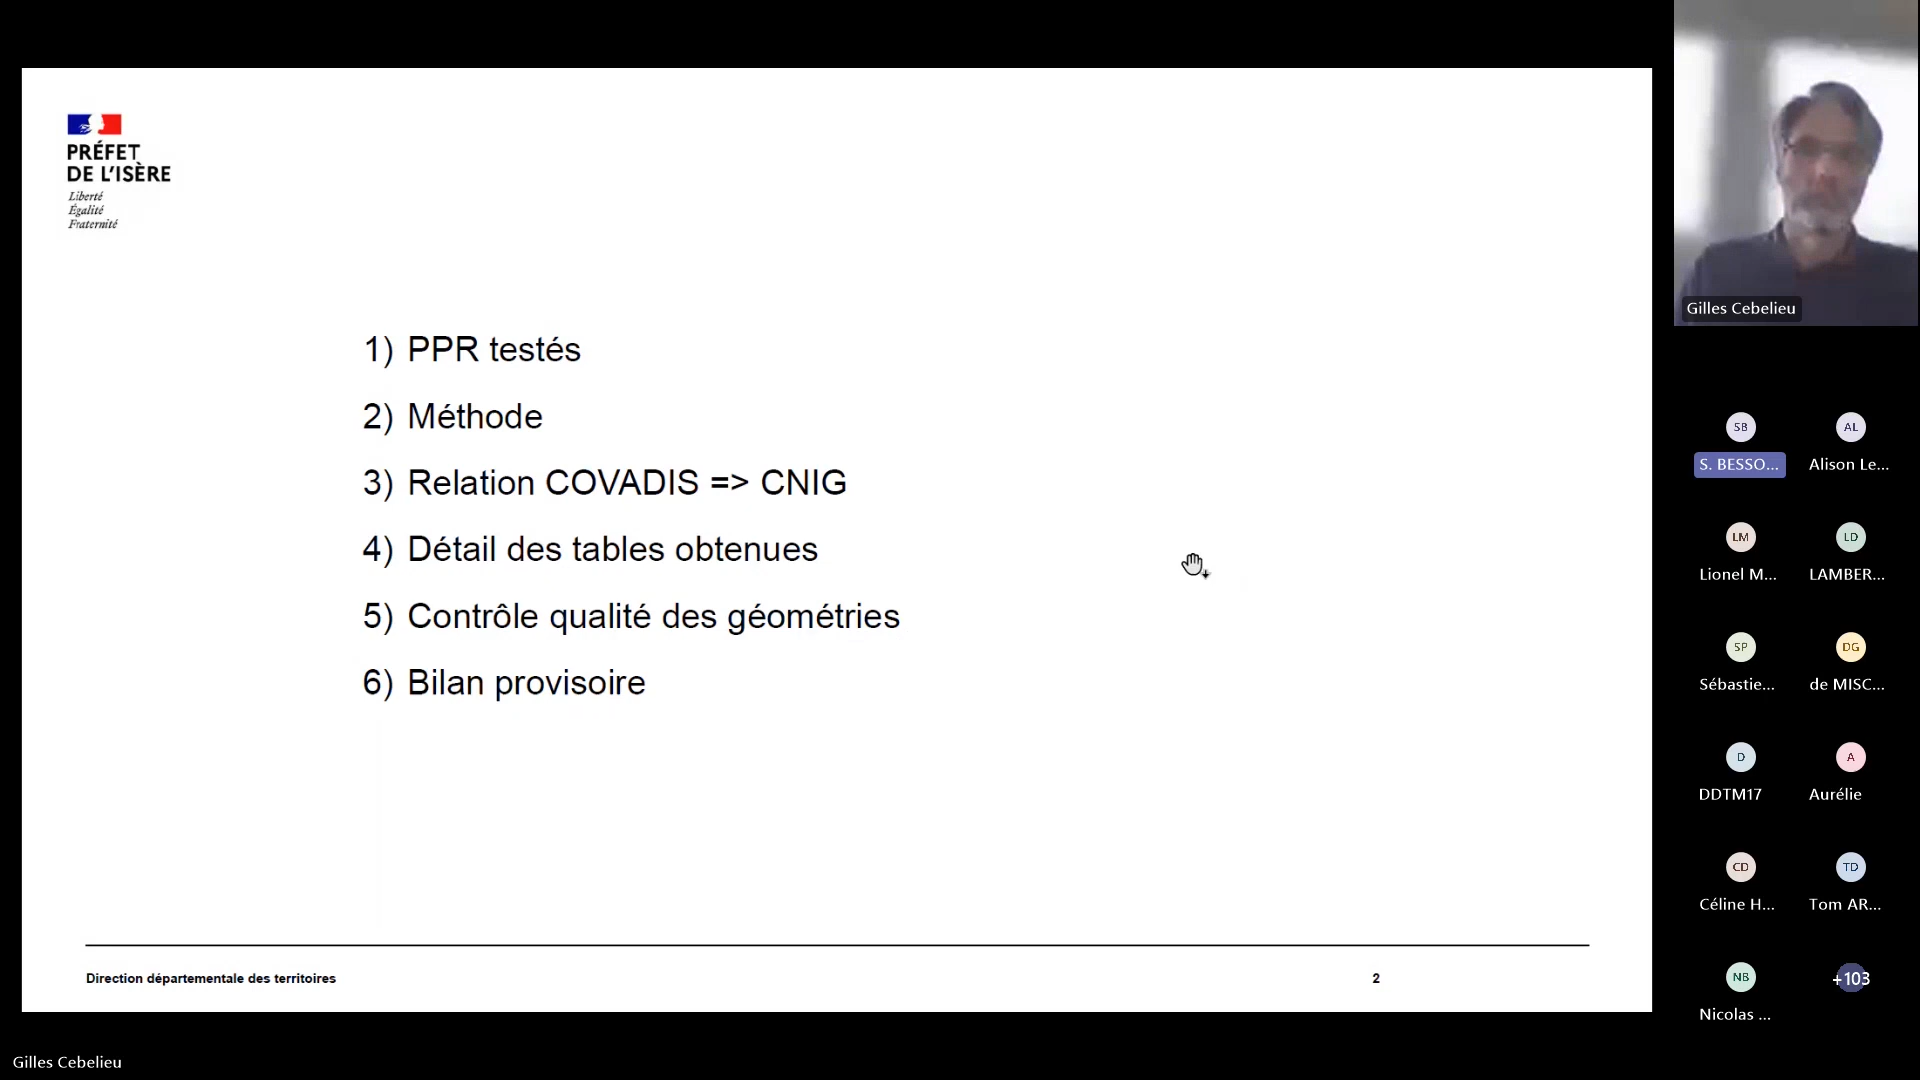 PRÉFET
DE L'ISÈRE
Liberté
Égalité
Fraternité
1) PPR testés
2) Méthode
3) Relation COVADIS => CNIG
4) Détail des tables obtenues
5) Contrôle qualité des géométries
6) Bilan provisoire
Direction départementale des territoires
2
Gilles Cebelieu
Gilles Cebelieu
SB
AL
S. BESSO...
Alison Le...
LM
LD
Lionel M...
LAMBER...
SP
DG
Sébastie...
de MISC...
D
A
DDTM17
Aurélie
CD
TD
Céline H...
Tom AR...
NB
+103
Nicolas ...